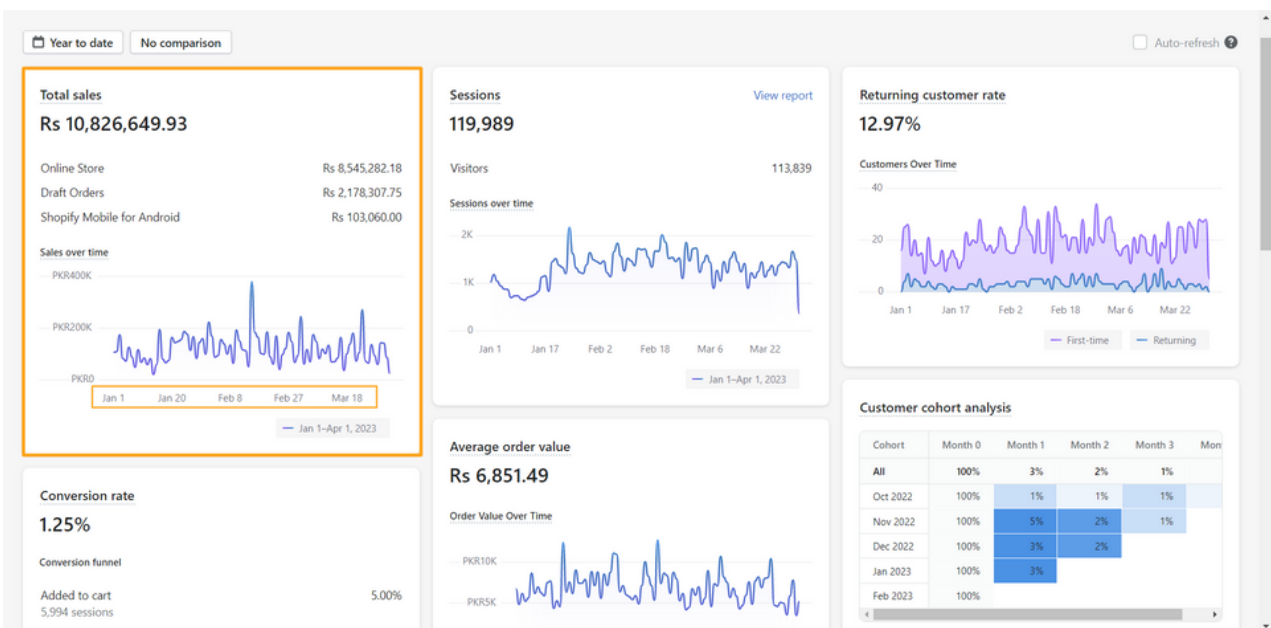 Year to date No comparison Auto-refresh ?
Total sales
Rs 10,826,649.93
Online Store Rs 8,545,282.18
Draft Orders Rs 2,178,307.75
Shopify Mobile for Android Rs 103,060.00
Sales over time
PKR400K
PKR200K
PKR0
Jan 1 Jan 20 Feb 8 Feb 27 Mar 18
Jan 1–Apr 1, 2023
Conversion rate
1.25%
Conversion funnel
Added to cart 5.00%
5,994 sessions
Sessions View report
119,989
Visitors 113,839
Sessions over time
2K
1K
0
Jan 1 Jan 17 Feb 2 Feb 18 Mar 6 Mar 22
Jan 1–Apr 1, 2023
Average order value
Rs 6,851.49
Order Value Over Time
PKR10K
PKR5K
Returning customer rate
12.97%
Customers Over Time
40
20
0
Jan 1 Jan 17 Feb 2 Feb 18 Mar 6 Mar 22
First-time Returning
Customer cohort analysis
Cohort Month 0 Month 1 Month 2 Month 3 Mon
All 100% 3% 2% 1%
Oct 2022 100% 1% 1% 1%
Nov 2022 100% 5% 2% 1%
Dec 2022 100% 3% 2%
Jan 2023 100% 3%
Feb 2023 100%